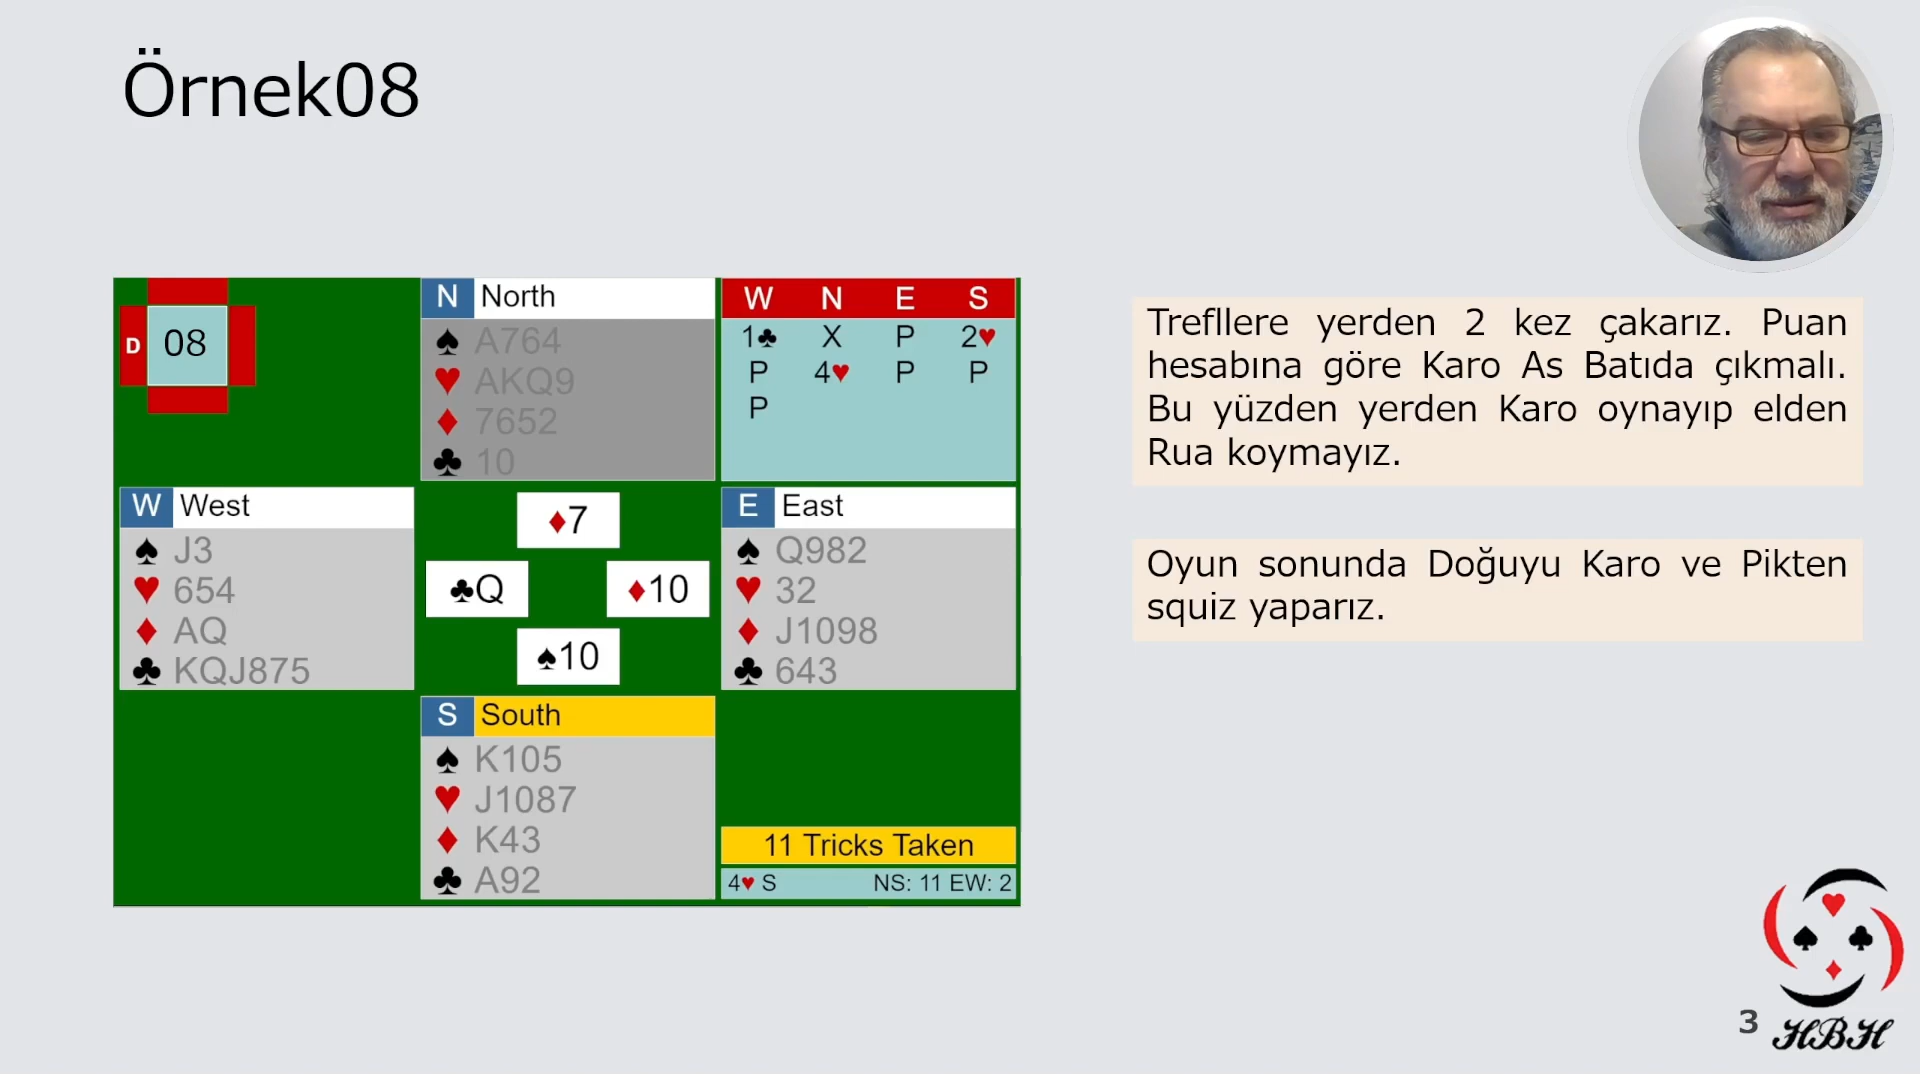 Örnek08
D 08
N North
♠ A764
♥ AKQ9
♦ 7652
♣ 10
W N E S
1♣ X P 2♥
P 4♥ P P
P
W West
♠ J3
♥ 654
♦ AQ
♣ KQJ875
♦7
♣Q
♦10
♠10
E East
♠ Q982
♥ 32
♦ J1098
♣ 643
S South
♠ K105
♥ J1087
♦ K43
♣ A92
11 Tricks Taken
4♥ S NS: 11 EW: 2
Trefllere yerden 2 kez çakarız. Puan
hesabına göre Karo As Batıda çıkmalı.
Bu yüzden yerden Karo oynayıp elden
Rua koymayız.
Oyun sonunda Doğuyu Karo ve Pikten
squiz yaparız.
3
HBH